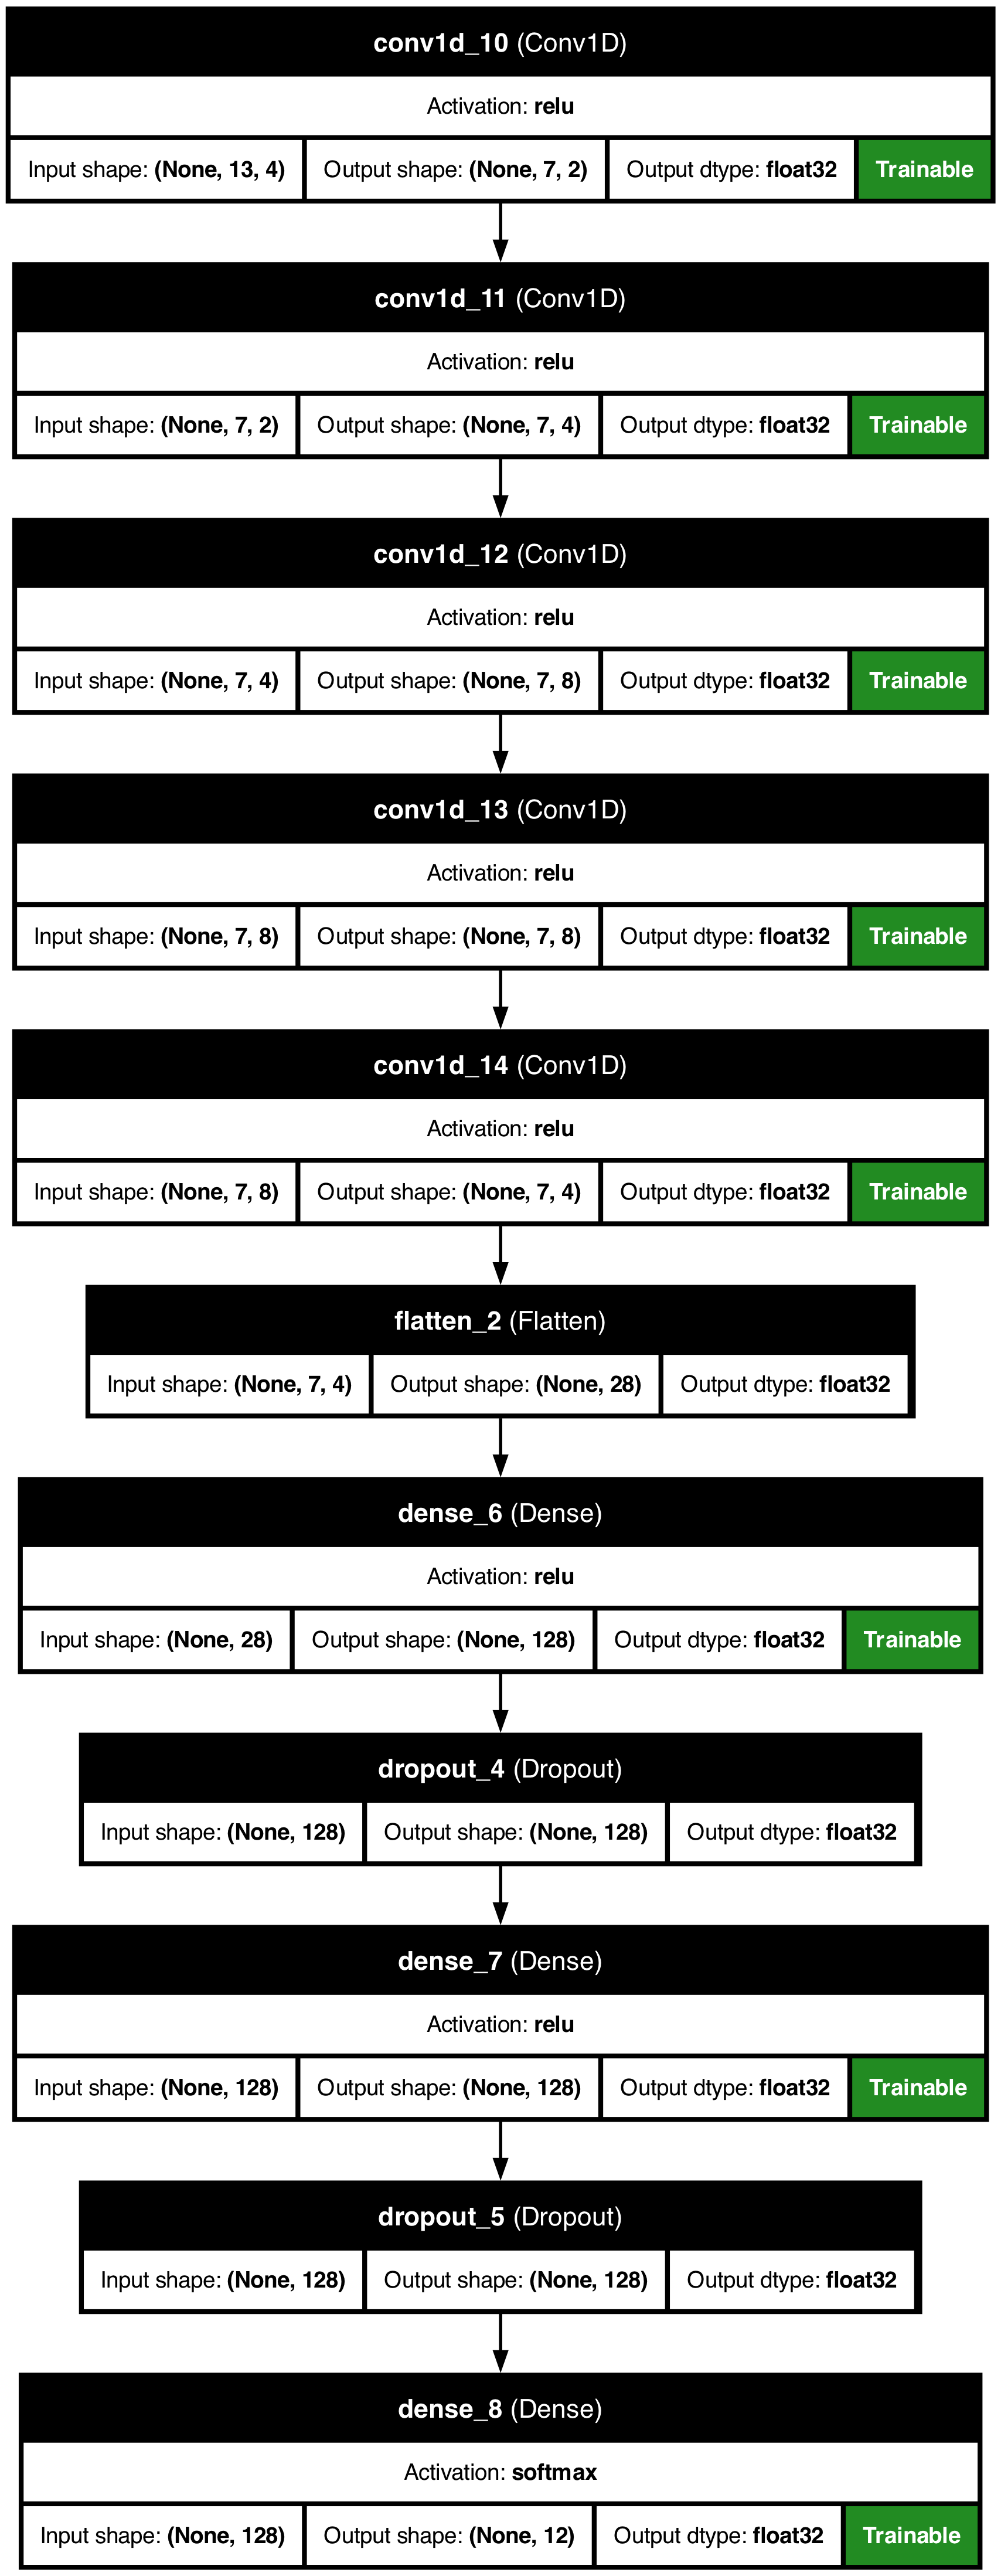 conv1d_10 (Conv1D)
Activation: relu
Input shape: (None, 13, 4) Output shape: (None, 7, 2) Output dtype: float32 Trainable
conv1d_11 (Conv1D)
Activation: relu
Input shape: (None, 7, 2) Output shape: (None, 7, 4) Output dtype: float32 Trainable
conv1d_12 (Conv1D)
Activation: relu
Input shape: (None, 7, 4) Output shape: (None, 7, 8) Output dtype: float32 Trainable
conv1d_13 (Conv1D)
Activation: relu
Input shape: (None, 7, 8) Output shape: (None, 7, 8) Output dtype: float32 Trainable
conv1d_14 (Conv1D)
Activation: relu
Input shape: (None, 7, 8) Output shape: (None, 7, 4) Output dtype: float32 Trainable
flatten_2 (Flatten)
Input shape: (None, 7, 4) Output shape: (None, 28) Output dtype: float32
dense_6 (Dense)
Activation: relu
Input shape: (None, 28) Output shape: (None, 128) Output dtype: float32 Trainable
dropout_4 (Dropout)
Input shape: (None, 128) Output shape: (None, 128) Output dtype: float32
dense_7 (Dense)
Activation: relu
Input shape: (None, 128) Output shape: (None, 128) Output dtype: float32 Trainable
dropout_5 (Dropout)
Input shape: (None, 128) Output shape: (None, 128) Output dtype: float32
dense_8 (Dense)
Activation: softmax
Input shape: (None, 128) Output shape: (None, 12) Output dtype: float32 Trainable